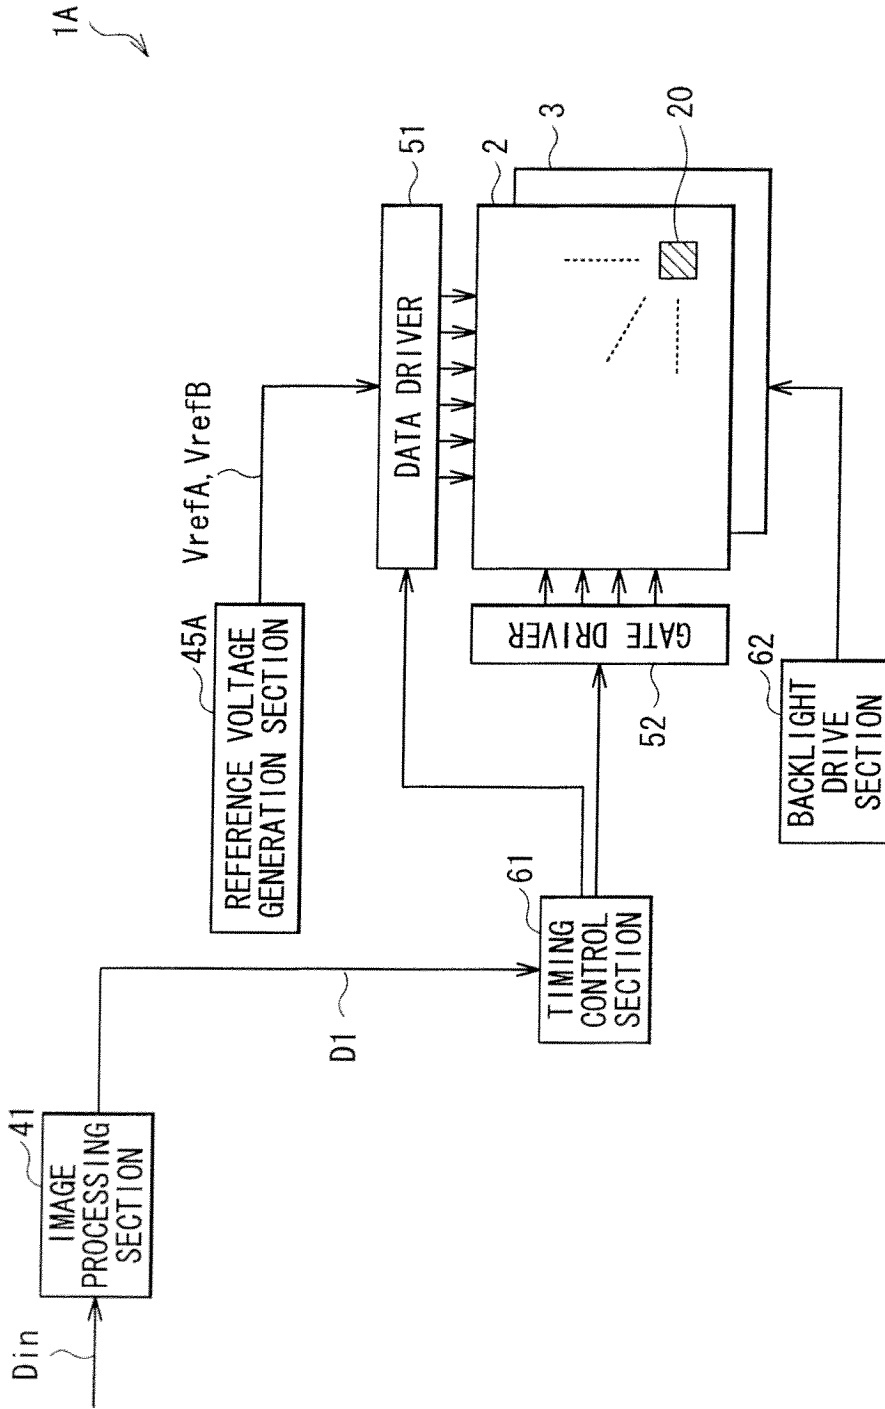 1A
Din
41
IMAGE
PROCESSING
SECTION
D1
45A
REFERENCE VOLTAGE
GENERATION SECTION
VrefA, VrefB
61
TIMING
CONTROL
SECTION
51
DATA DRIVER
52
GATE DRIVER
2
3
20
62
BACKLIGHT
DRIVE
SECTION